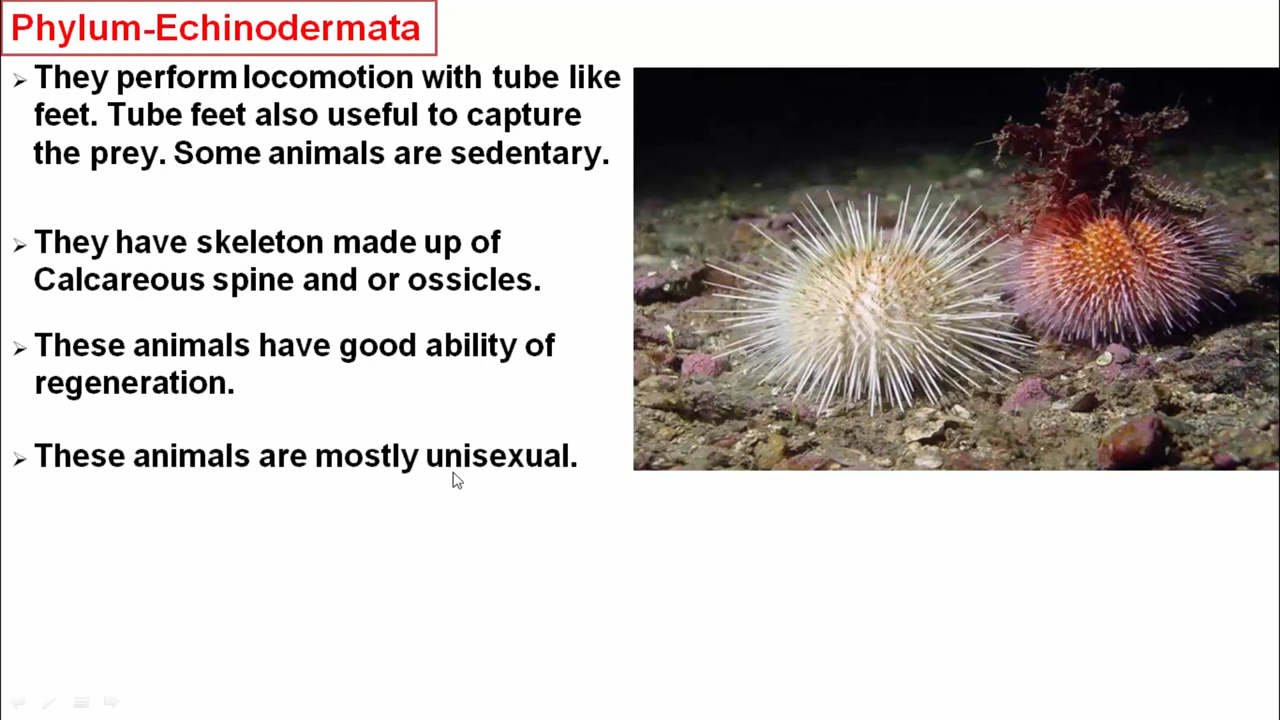 Phylum-Echinodermata
➢ They perform locomotion with tube like
feet. Tube feet also useful to capture
the prey. Some animals are sedentary.
➢ They have skeleton made up of
Calcareous spine and or ossicles.
➢ These animals have good ability of
regeneration.
➢ These animals are mostly unisexual.